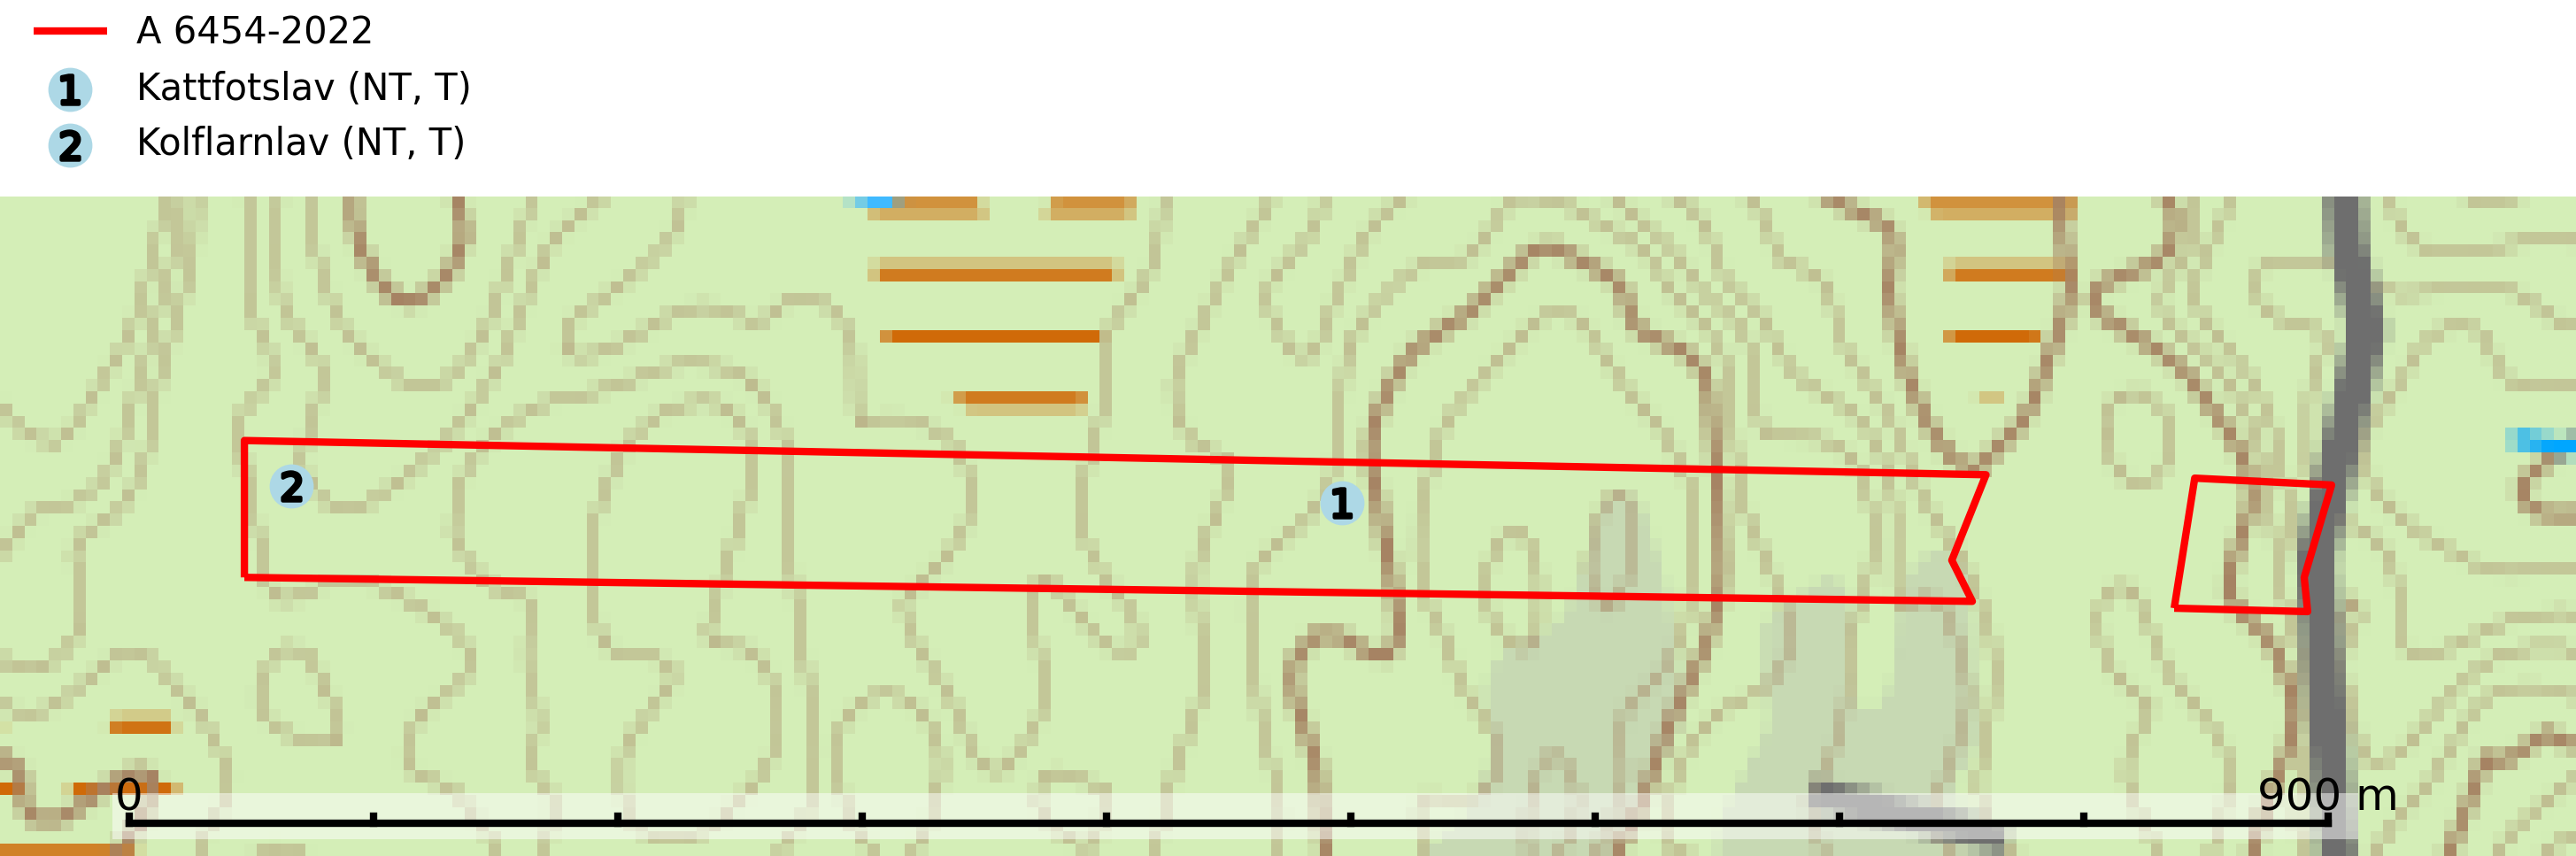 A 6454-2022
1 Kattfotslav (NT, T)
2 Kolflarnlav (NT, T)
2
1
0 900 m